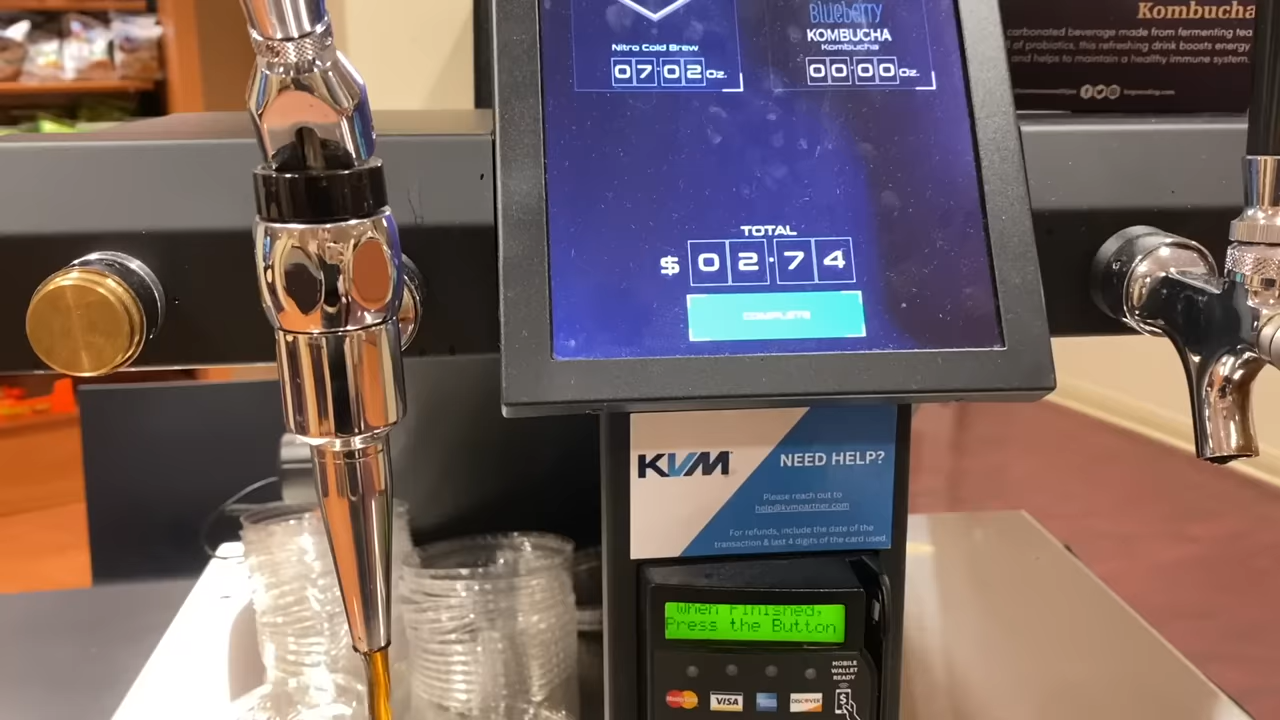 Kombucha
carbonated beverage made from fermenting tea
of probiotics, this refreshing drink boosts energy
and helps to maintain a healthy immune system.
Blueberry
KOMBUCHA
Kombucha
00.00 Oz.
Nitro Cold Brew
07.02 Oz.
TOTAL
$ 02.74
COMPLETE
KVM
NEED HELP?
Please reach out to
help@kvmpartner.com
For refunds, include the date of the
transaction & last 4 digits of the card used.
When Finished,
Press the Button
MOBILE
WALLET
READY
MasterCard
VISA
DISCOVER
$